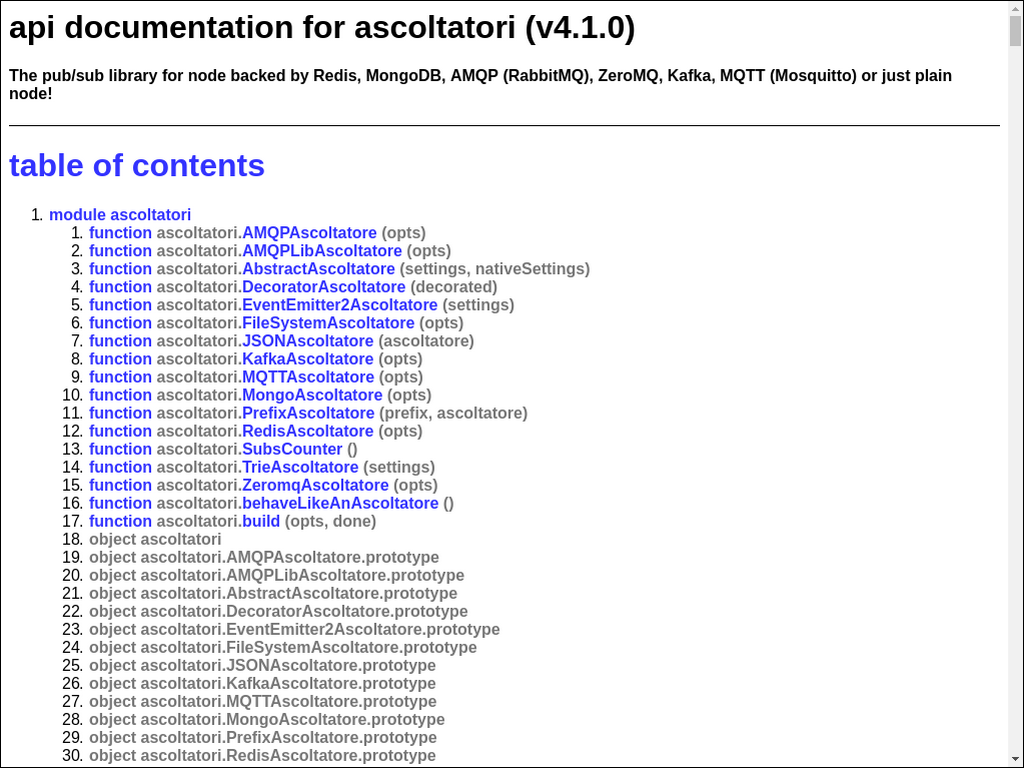 api documentation for ascoltatori (v4.1.0)
The pub/sub library for node backed by Redis, MongoDB, AMQP (RabbitMQ), ZeroMQ, Kafka, MQTT (Mosquitto) or just plain
node!
table of contents
1. module ascoltatori
1. function ascoltatori.AMQPAscoltatore (opts)
2. function ascoltatori.AMQPLibAscoltatore (opts)
3. function ascoltatori.AbstractAscoltatore (settings, nativeSettings)
4. function ascoltatori.DecoratorAscoltatore (decorated)
5. function ascoltatori.EventEmitter2Ascoltatore (settings)
6. function ascoltatori.FileSystemAscoltatore (opts)
7. function ascoltatori.JSONAscoltatore (ascoltatore)
8. function ascoltatori.KafkaAscoltatore (opts)
9. function ascoltatori.MQTTAscoltatore (opts)
10. function ascoltatori.MongoAscoltatore (opts)
11. function ascoltatori.PrefixAscoltatore (prefix, ascoltatore)
12. function ascoltatori.RedisAscoltatore (opts)
13. function ascoltatori.SubsCounter ()
14. function ascoltatori.TrieAscoltatore (settings)
15. function ascoltatori.ZeromqAscoltatore (opts)
16. function ascoltatori.behaveLikeAnAscoltatore ()
17. function ascoltatori.build (opts, done)
18. object ascoltatori
19. object ascoltatori.AMQPAscoltatore.prototype
20. object ascoltatori.AMQPLibAscoltatore.prototype
21. object ascoltatori.AbstractAscoltatore.prototype
22. object ascoltatori.DecoratorAscoltatore.prototype
23. object ascoltatori.EventEmitter2Ascoltatore.prototype
24. object ascoltatori.FileSystemAscoltatore.prototype
25. object ascoltatori.JSONAscoltatore.prototype
26. object ascoltatori.KafkaAscoltatore.prototype
27. object ascoltatori.MQTTAscoltatore.prototype
28. object ascoltatori.MongoAscoltatore.prototype
29. object ascoltatori.PrefixAscoltatore.prototype
30. object ascoltatori.RedisAscoltatore.prototype